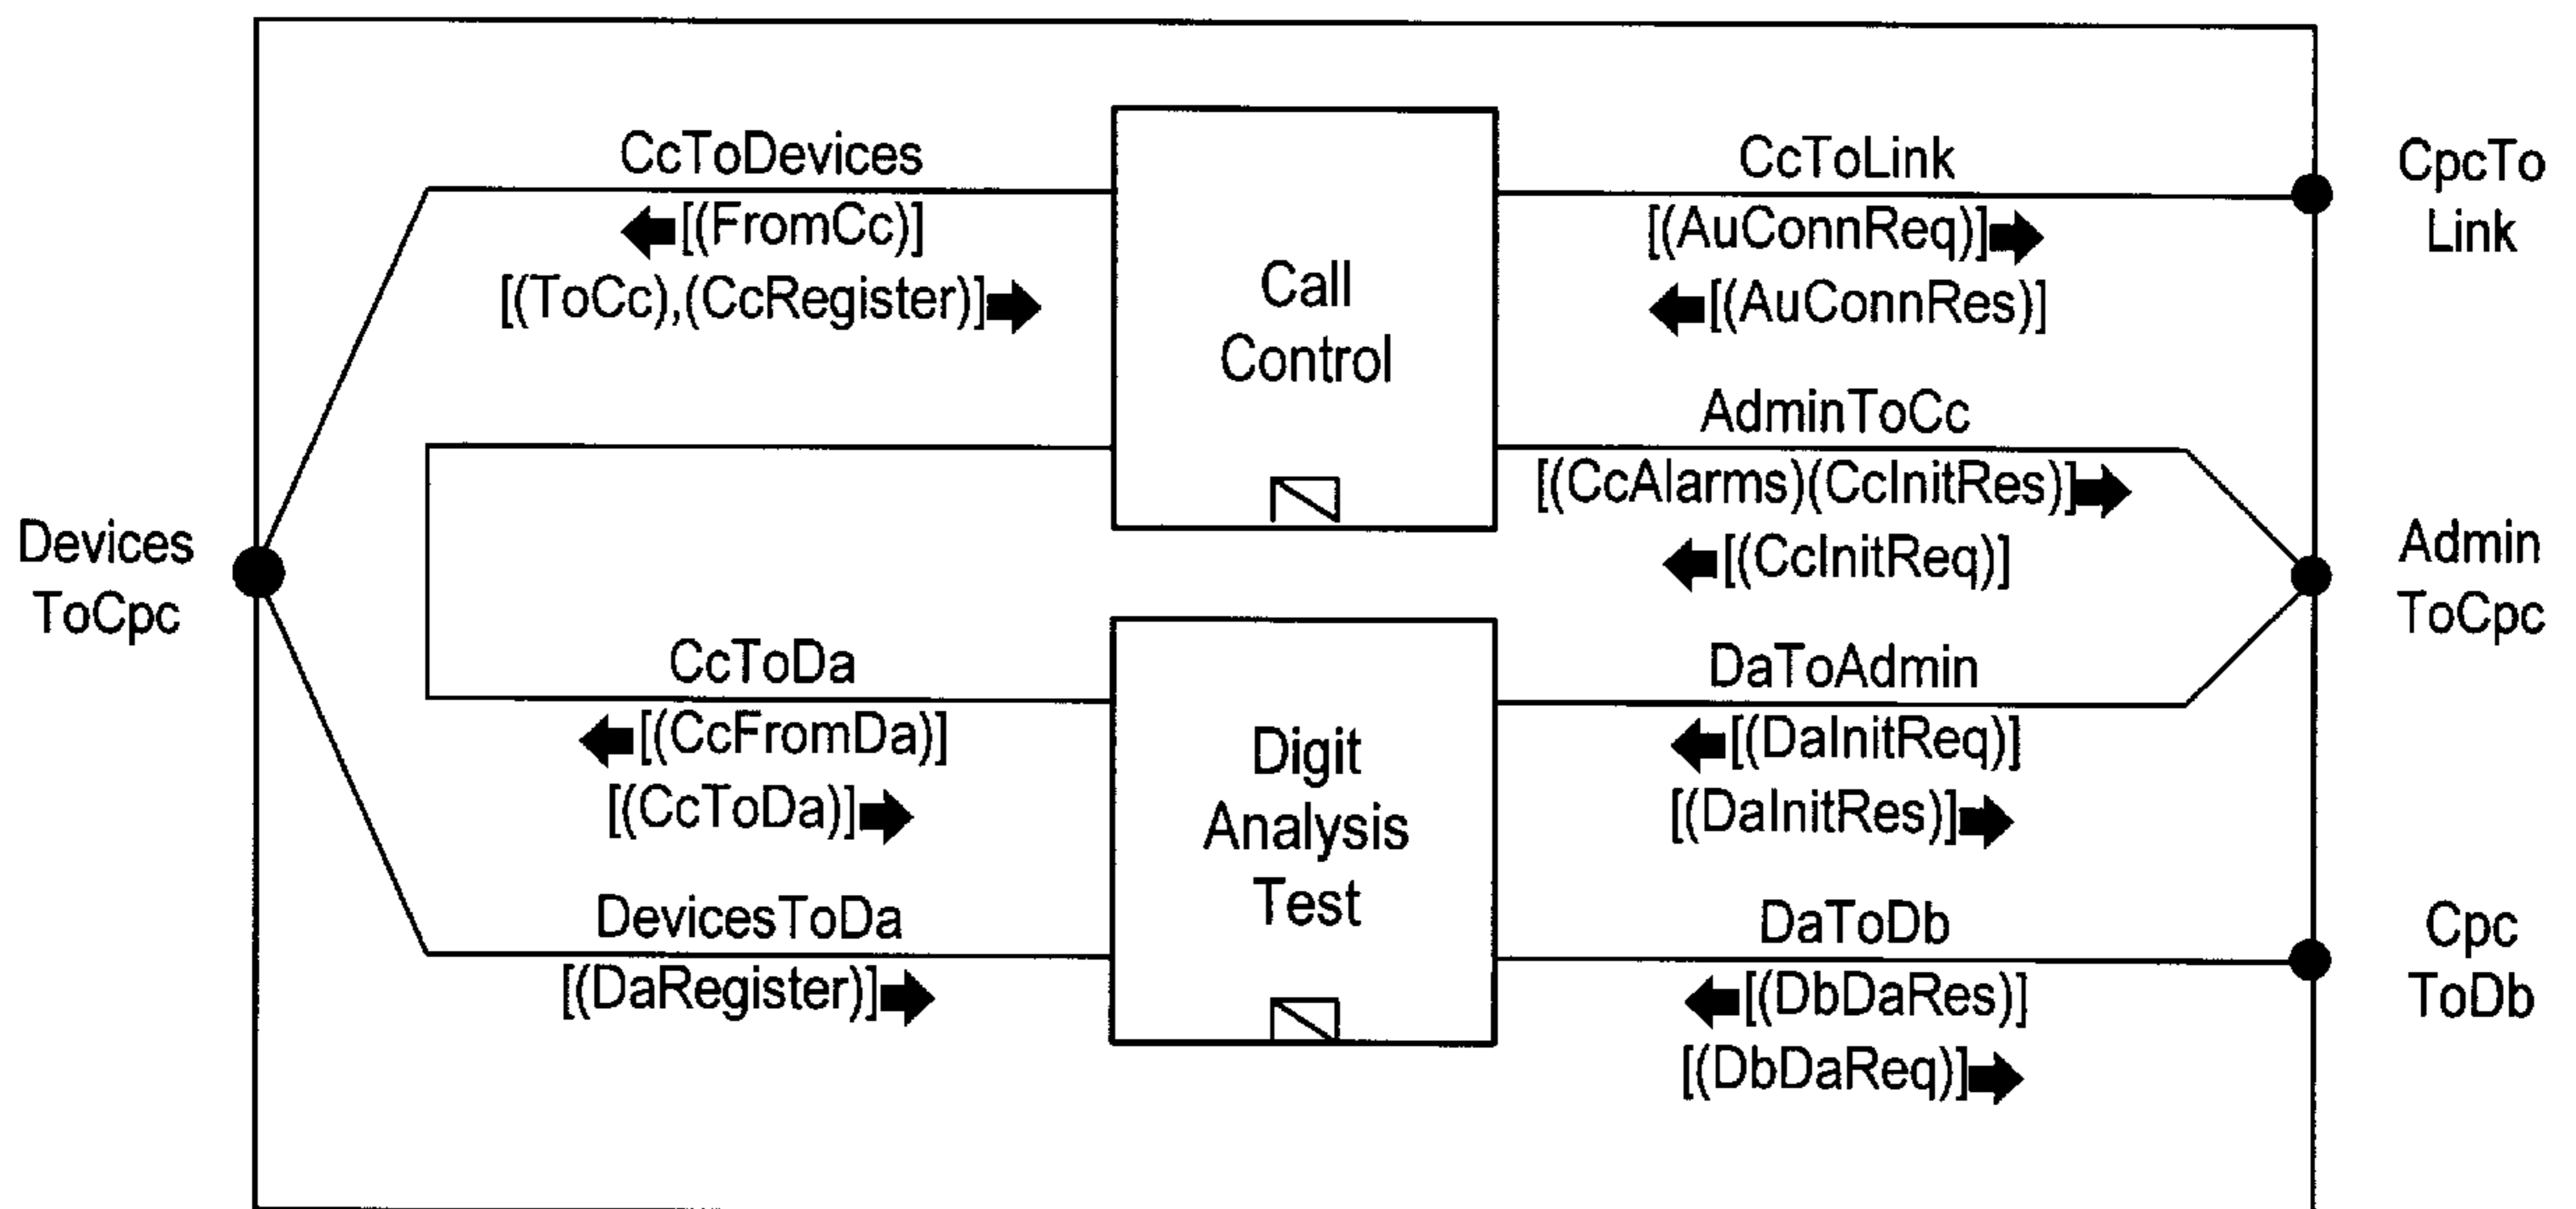 CcToDevices
[(FromCc)]
[(ToCc),(CcRegister)]
Call
Control
CcToLink
[(AuConnReq)]
[(AuConnRes)]
CpcTo
Link
AdminToCc
[(CcAlarms)(CcInitRes)]
[(CcInitReq)]
Devices
ToCpc
Admin
ToCpc
CcToDa
[(CcFromDa)]
[(CcToDa)]
Digit
Analysis
Test
DaToAdmin
[(DaInitReq)]
[(DaInitRes)]
DevicesToDa
[(DaRegister)]
DaToDb
[(DbDaRes)]
[(DbDaReq)]
Cpc
ToDb